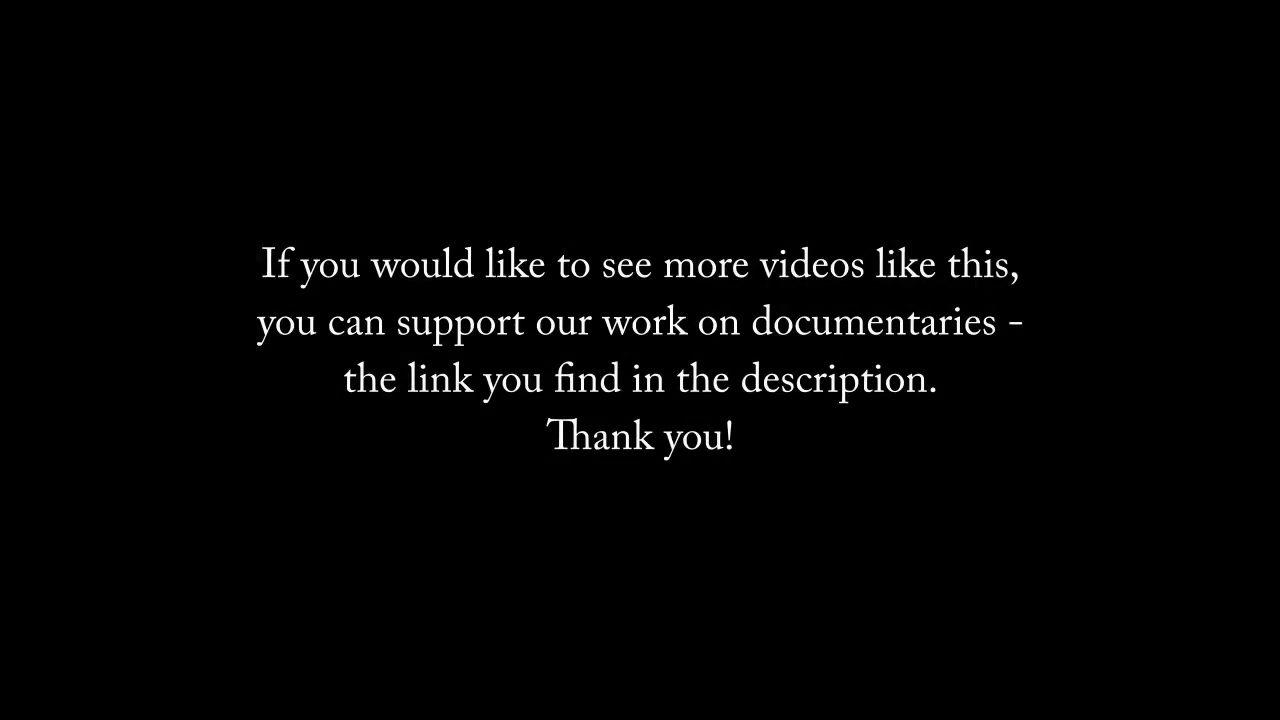 If you would like to see more videos like this,
you can support our work on documentaries -
the link you find in the description.
Thank you!